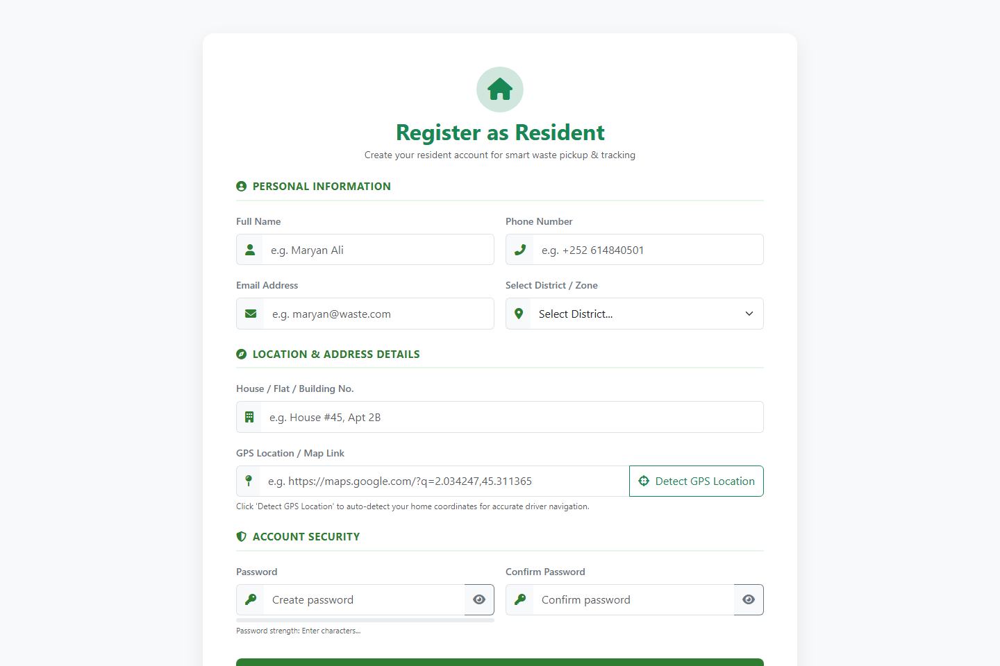 Register as Resident
Create your resident account for smart waste pickup & tracking
PERSONAL INFORMATION
Full Name
Phone Number
e.g. Maryan Ali
e.g. +252 614840501
Email Address
Select District / Zone
e.g. maryan@waste.com
Select District...
LOCATION & ADDRESS DETAILS
House / Flat / Building No.
e.g. House #45, Apt 2B
GPS Location / Map Link
e.g. https://maps.google.com/?q=2.034247,45.311365
Detect GPS Location
Click 'Detect GPS Location' to auto-detect your home coordinates for accurate driver navigation.
ACCOUNT SECURITY
Password
Confirm Password
Create password
Confirm password
Password strength: Enter characters...